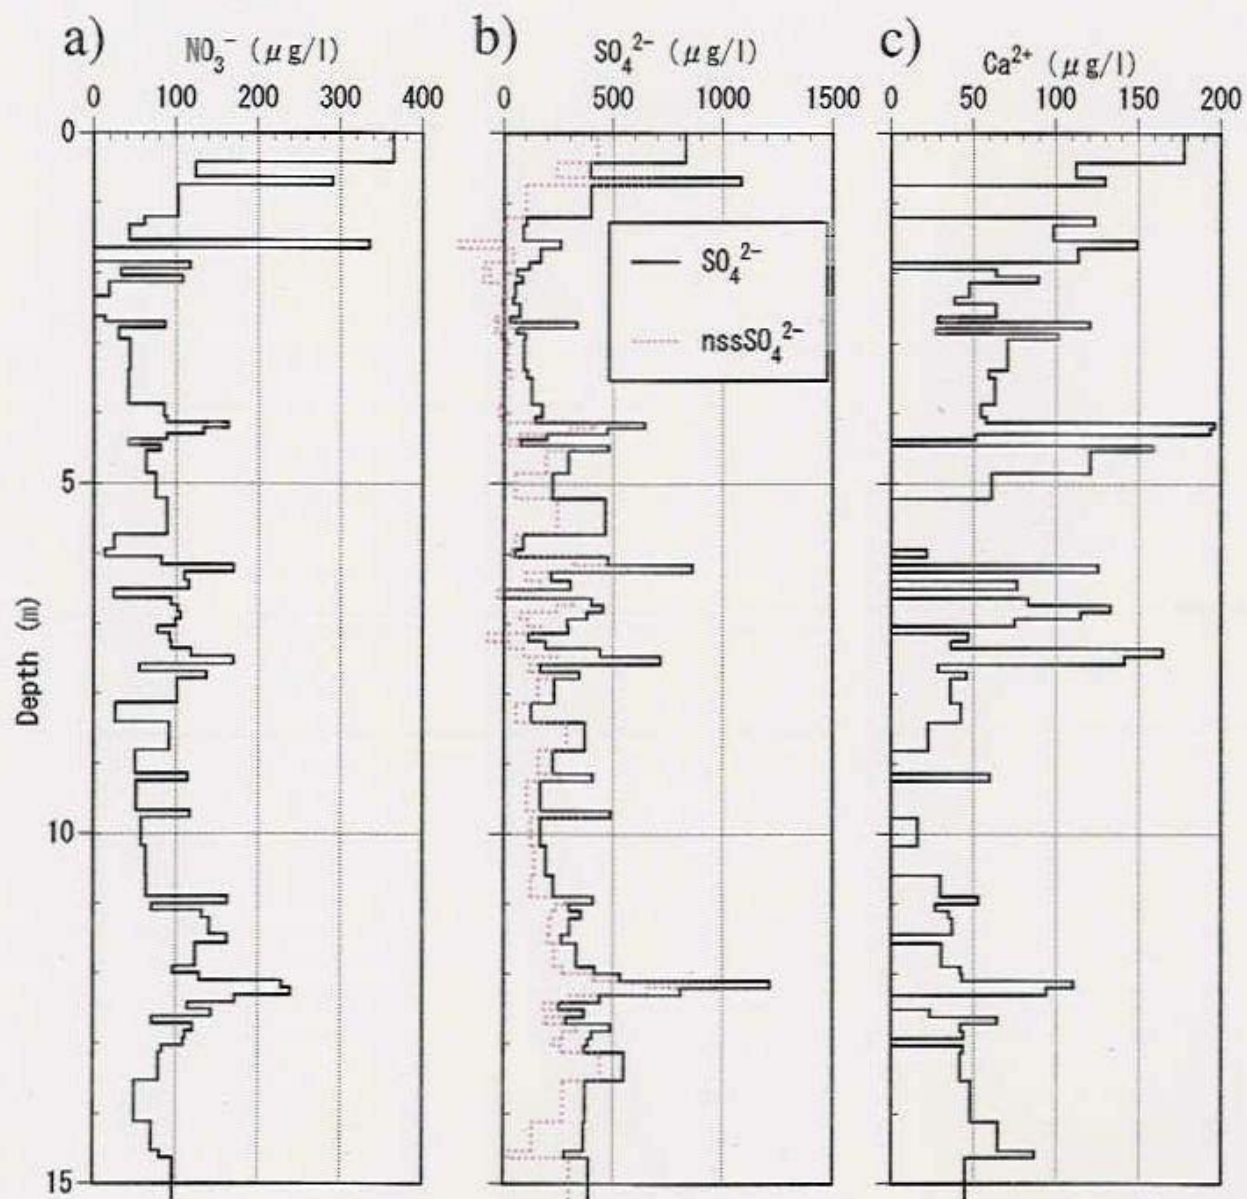 a) NO₃⁻ (μg/l) b) SO₄²⁻ (μg/l) c) Ca²⁺ (μg/l)
0 100 200 300 400 0 500 1000 1500 0 50 100 150 200
0
SO₄²⁻
nssSO₄²⁻
5
Depth (m)
10
15